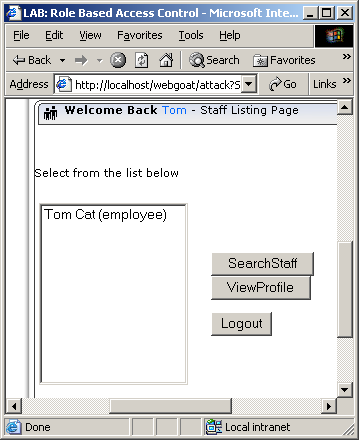 LAB: Role Based Access Control - Microsoft Inte...
File Edit View Favorites Tools Help
Back Search Favorites
Address http://localhost/webgoat/attack?S Go Links »
Welcome Back Tom - Staff Listing Page
Select from the list below
Tom Cat (employee)
SearchStaff
ViewProfile
Logout
Done Local intranet